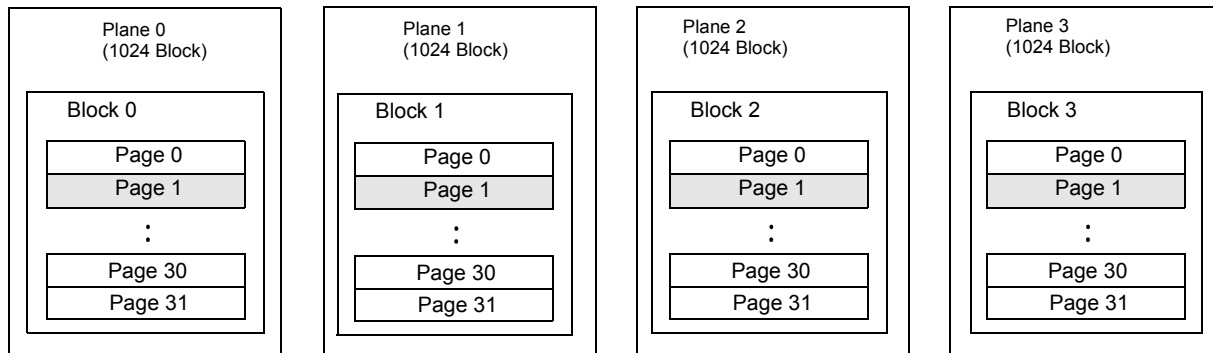 Plane 0
(1024 Block)
Block 0
Page 0
Page 1
Page 30
Page 31
Plane 1
(1024 Block)
Block 1
Page 0
Page 1
Page 30
Page 31
Plane 2
(1024 Block)
Block 2
Page 0
Page 1
Page 30
Page 31
Plane 3
(1024 Block)
Block 3
Page 0
Page 1
Page 30
Page 31